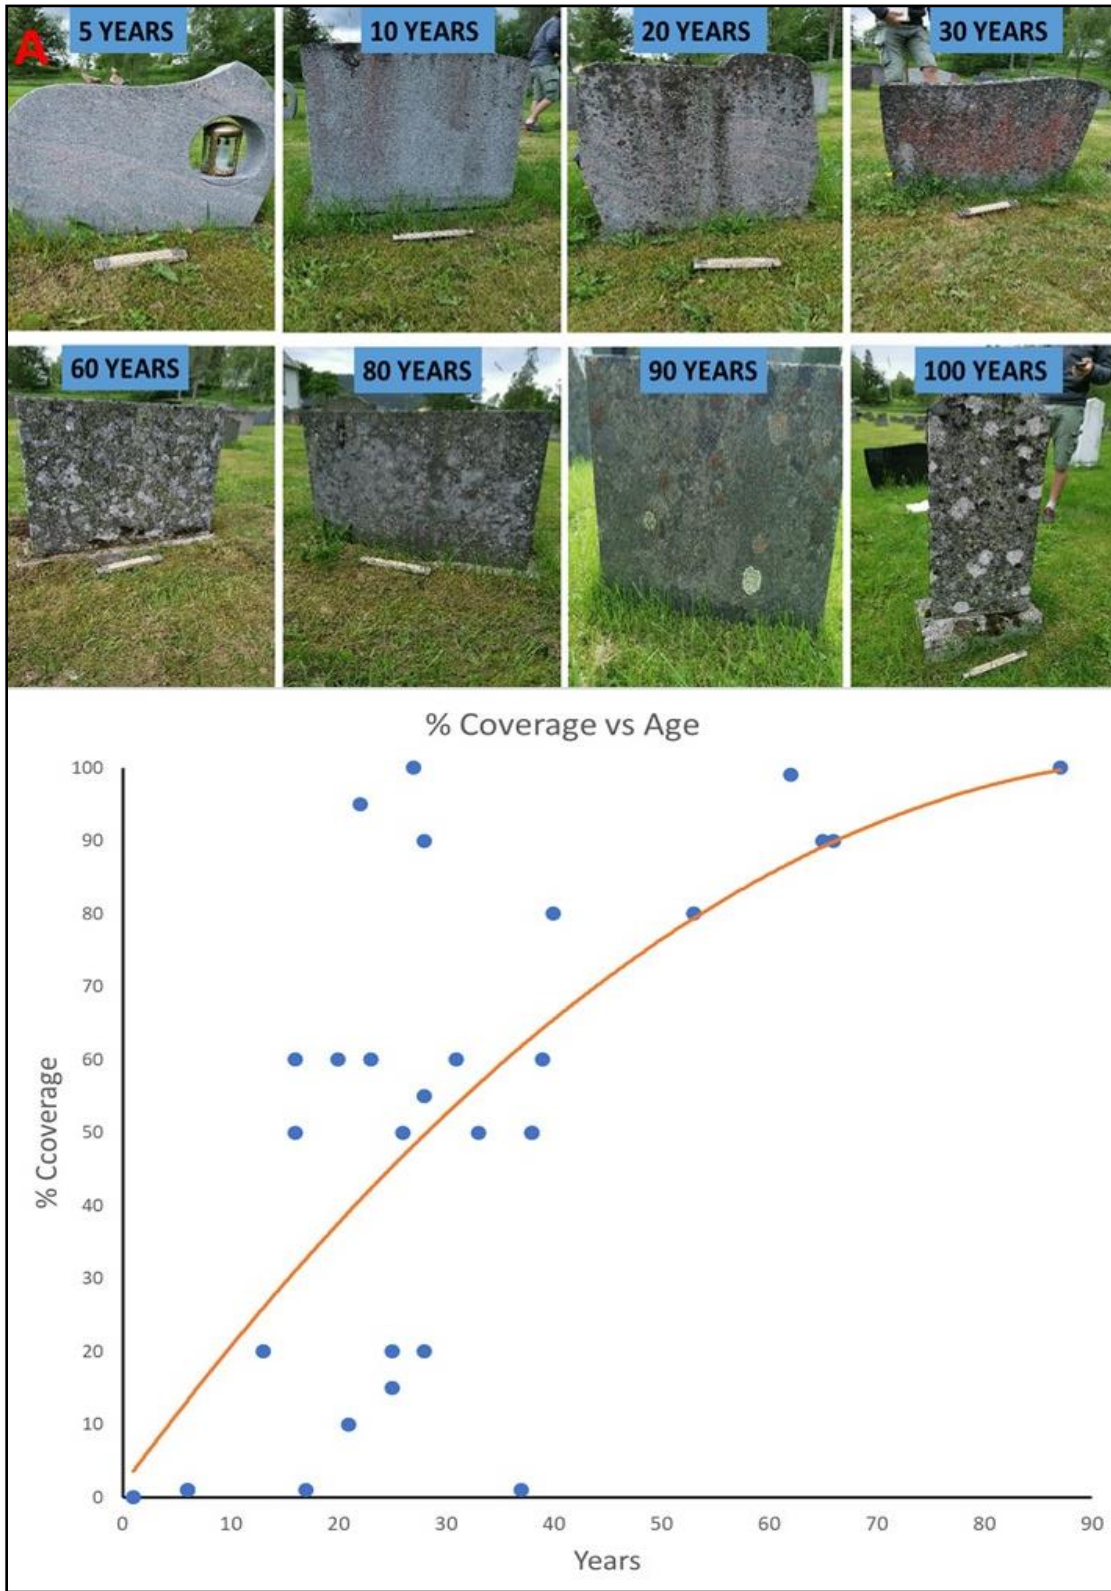 A
5 YEARS
10 YEARS
20 YEARS
30 YEARS
60 YEARS
80 YEARS
90 YEARS
100 YEARS
% Coverage vs Age
100
90
80
70
60
50
40
30
20
10
0
% Ccoverage
0 10 20 30 40 50 60 70 80 90
Years